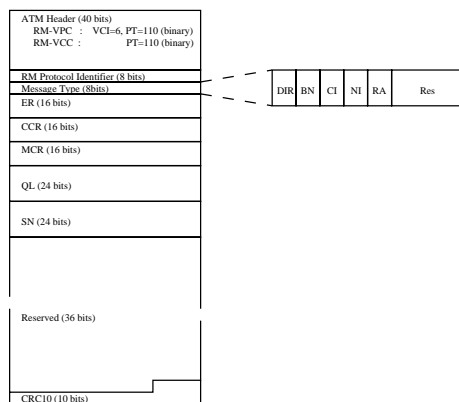 ATM Header (40 bits)
RM-VPC : VCI=6, PT=110 (binary)
RM-VCC : PT=110 (binary)
RM Protocol Identifier (8 bits)
Message Type (8bits)
DIR BN CI NI RA Res
ER (16 bits)
CCR (16 bits)
MCR (16 bits)
QL (24 bits)
SN (24 bits)
Reserved (36 bits)
CRC10 (10 bits)